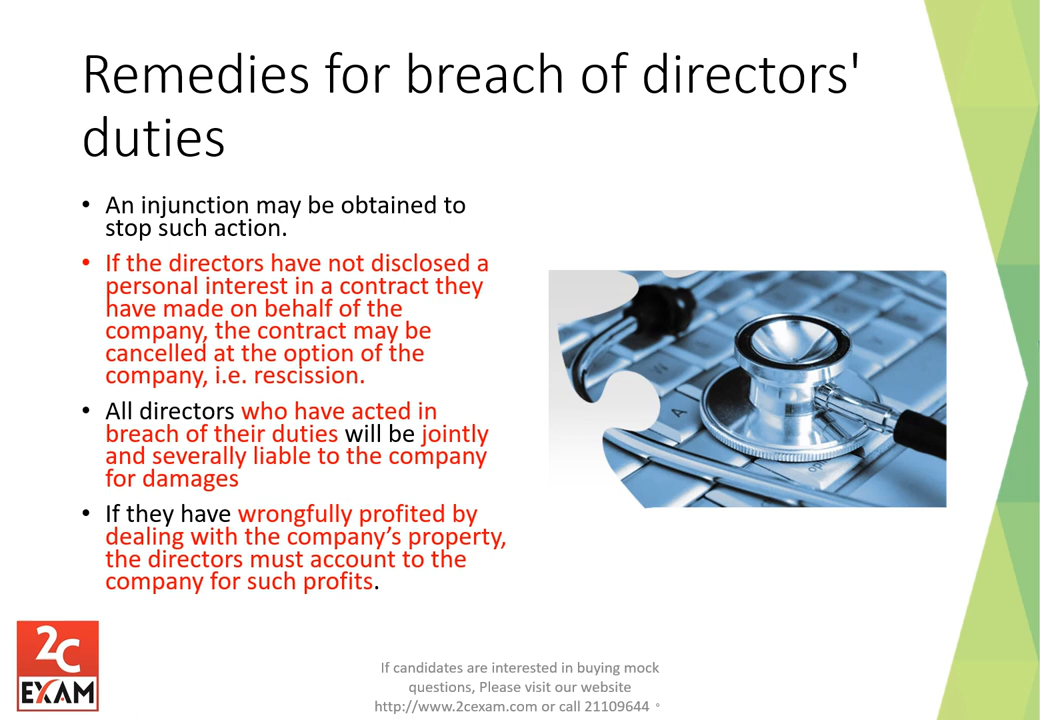 Remedies for breach of directors'
duties
• An injunction may be obtained to
stop such action.
• If the directors have not disclosed a
personal interest in a contract they
have made on behalf of the
company, the contract may be
cancelled at the option of the
company, i.e. rescission.
• All directors who have acted in
breach of their duties will be jointly
and severally liable to the company
for damages
• If they have wrongfully profited by
dealing with the company’s property,
the directors must account to the
company for such profits.
A
2C
EXAM
If candidates are interested in buying mock
questions, Please visit our website
http://www.2cexam.com or call 21109644 。